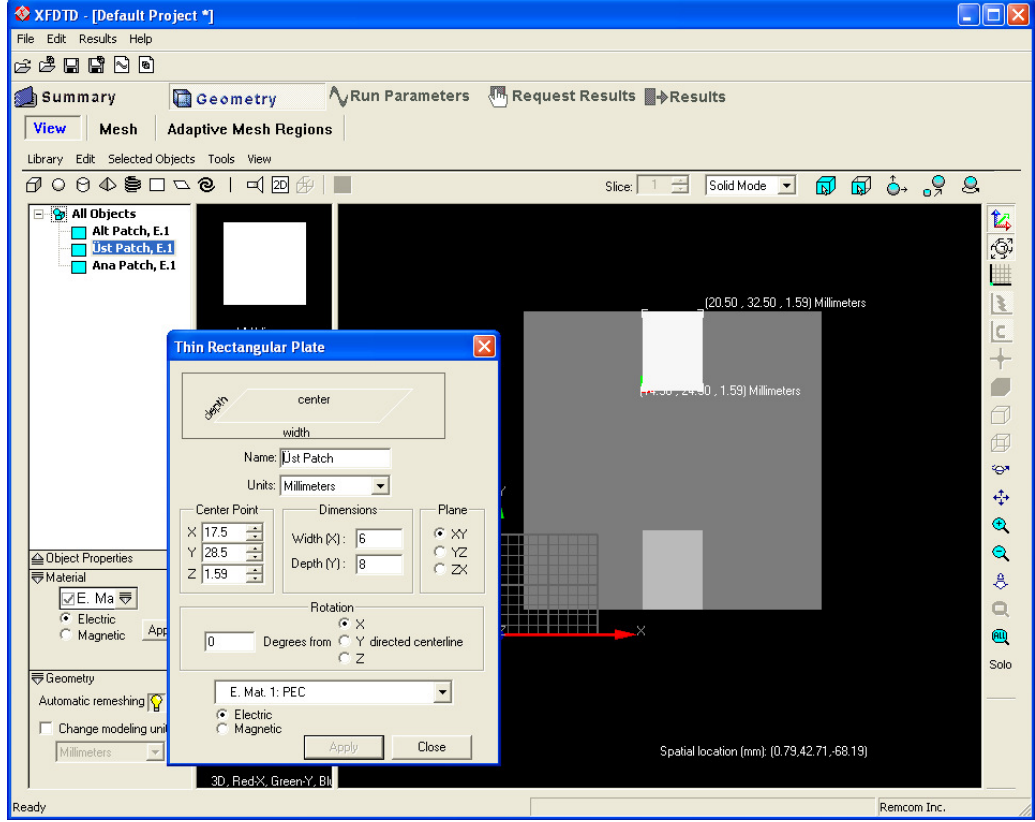 XFDTD - [Default Project *]
File Edit Results Help
Summary Geometry Run Parameters Request Results Results
View Mesh Adaptive Mesh Regions
Library Edit Selected Objects Tools View
2D Slice: 1 Solid Mode
All Objects
Alt Patch, E.1
Üst Patch, E.1
Ana Patch, E.1
(20.50 , 32.50 , 1.59) Millimeters
, 1.59) Millimeters
Thin Rectangular Plate
depth
center
width
Name: Üst Patch
Units: Millimeters
Center Point Dimensions Plane
X 17.5 Width (X) : 6 XY
Y 28.5 Depth (Y) : 8 YZ
Z 1.59 ZX
Rotation
X
0 Degrees from Y directed centerline
Z
E. Mat. 1: PEC
Electric
Magnetic
Apply Close
Object Properties
Material
E. Ma
Electric
Magnetic App
Geometry
Automatic remeshing
Change modeling uni
Millimeters
Y
Z X
Solo
Spatial location (mm): (0.79,42.71,-68.19)
3D, Red-X, Green-Y, Blu
Ready Remcom Inc.